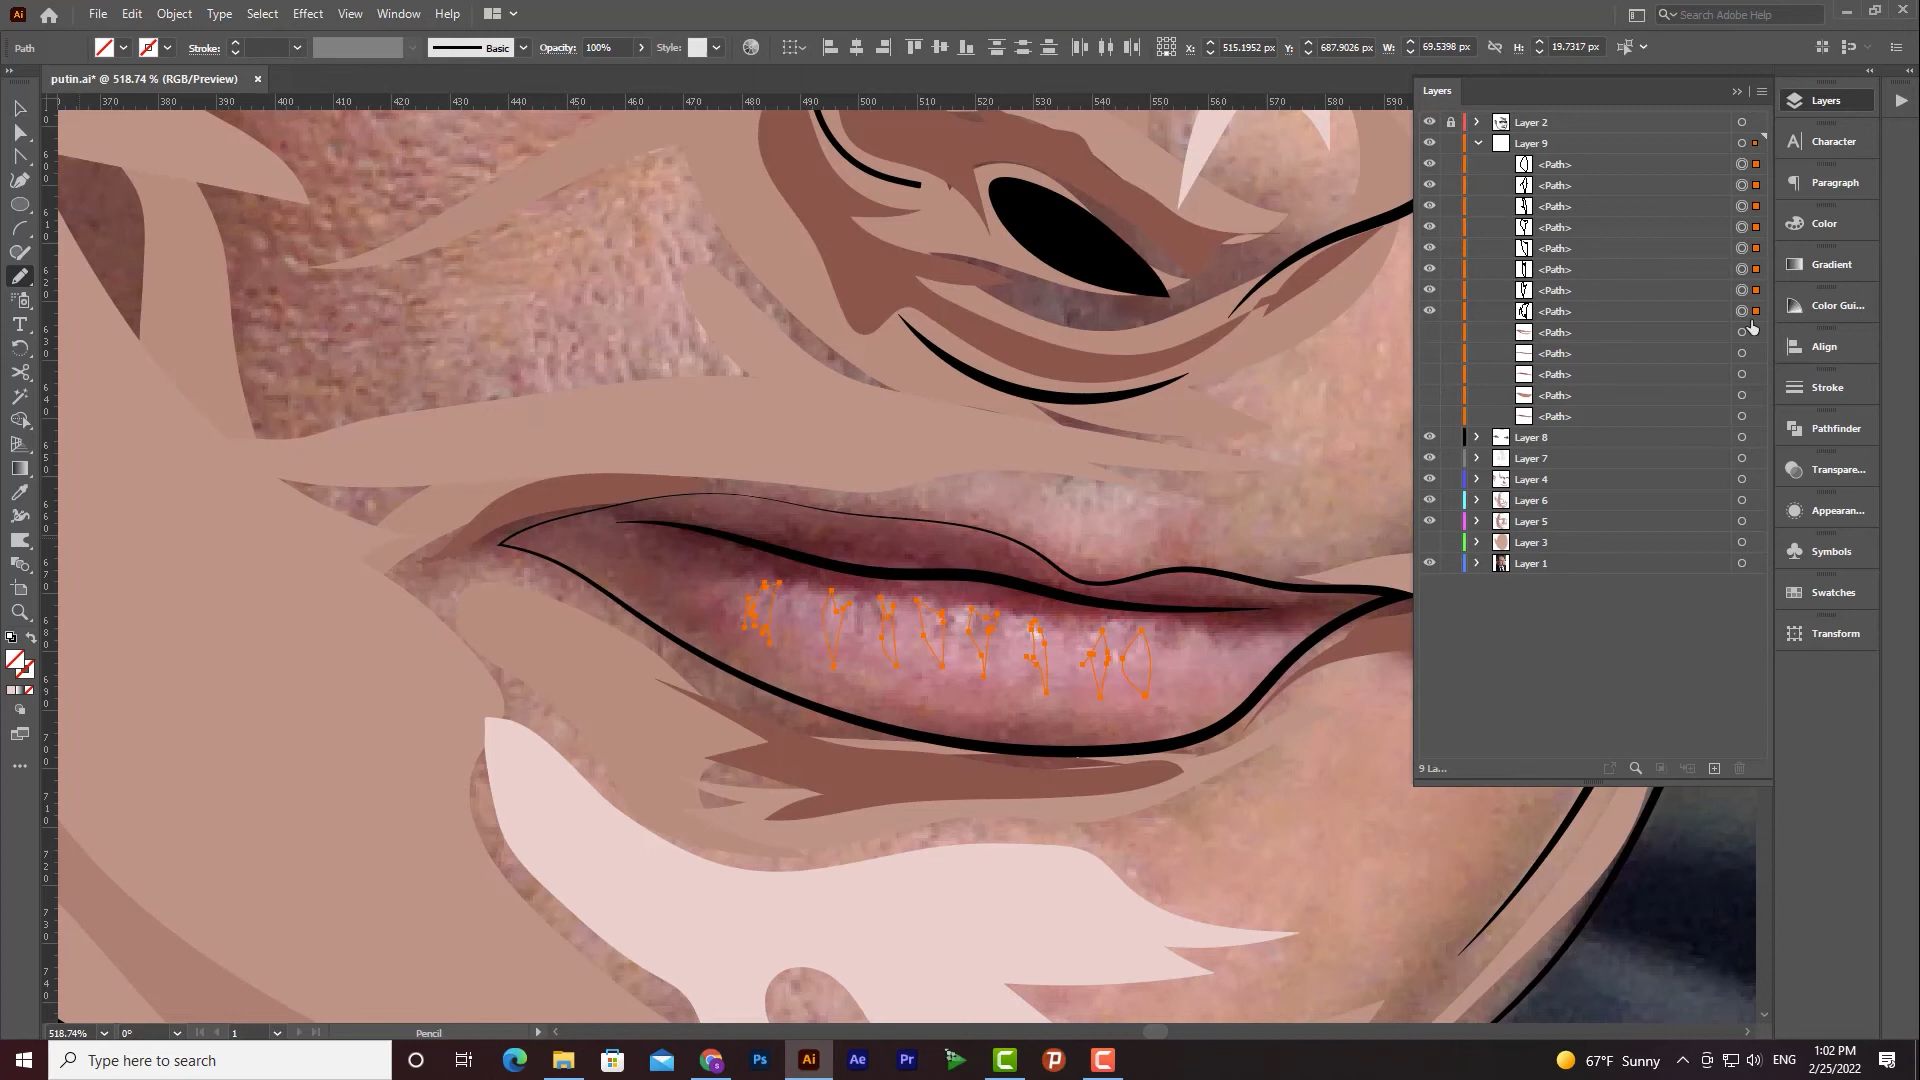 Ai File Edit Object Type Select Effect View Window Help Search Adobe Help
Path Stroke: Basic Opacity: 100% Style: X: 515.1952 px Y: 687.9026 px W: 69.5398 px H: 19.7317 px
putin.ai* @ 518.74 % (RGB/Preview) ×
370 380 390 400 410 420 430 440 450 460 470 480 490 500 510 520 530 540 550 560 570 580 590
Layers
Layer 2
Layer 9
<Path>
<Path>
<Path>
<Path>
<Path>
<Path>
<Path>
<Path>
<Path>
<Path>
<Path>
<Path>
<Path>
Layer 8
Layer 7
Layer 4
Layer 6
Layer 5
Layer 3
Layer 1
9 La...
Layers
Character
Paragraph
Color
Gradient
Color Gui...
Align
Stroke
Pathfinder
Transpare...
Appearan...
Symbols
Swatches
Transform
518.74% 0° 1 Pencil
Type here to search Ps Ai Ae Pr 67°F Sunny ENG 1:02 PM
2/25/2022